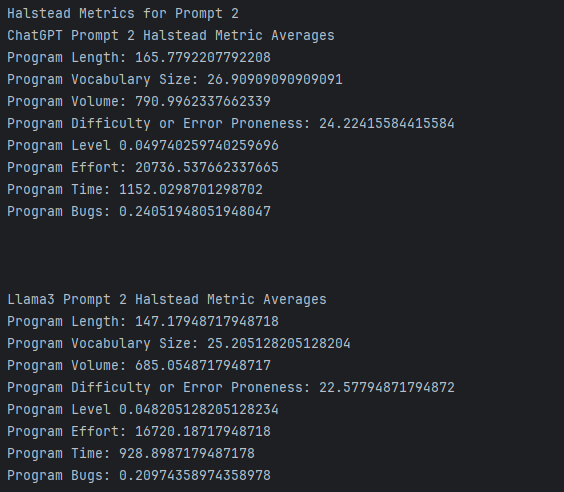 Halstead Metrics for Prompt 2
ChatGPT Prompt 2 Halstead Metric Averages
Program Length: 165.7792207792208
Program Vocabulary Size: 26.90909090909091
Program Volume: 790.9962337662339
Program Difficulty or Error Proneness: 24.22415584415584
Program Level 0.049740259740259696
Program Effort: 20736.537662337665
Program Time: 1152.0298701298702
Program Bugs: 0.24051948051948047
Llama3 Prompt 2 Halstead Metric Averages
Program Length: 147.17948717948718
Program Vocabulary Size: 25.205128205128204
Program Volume: 685.0548717948717
Program Difficulty or Error Proneness: 22.57794871794872
Program Level 0.048205128205128234
Program Effort: 16720.18717948718
Program Time: 928.8987179487178
Program Bugs: 0.20974358974358978